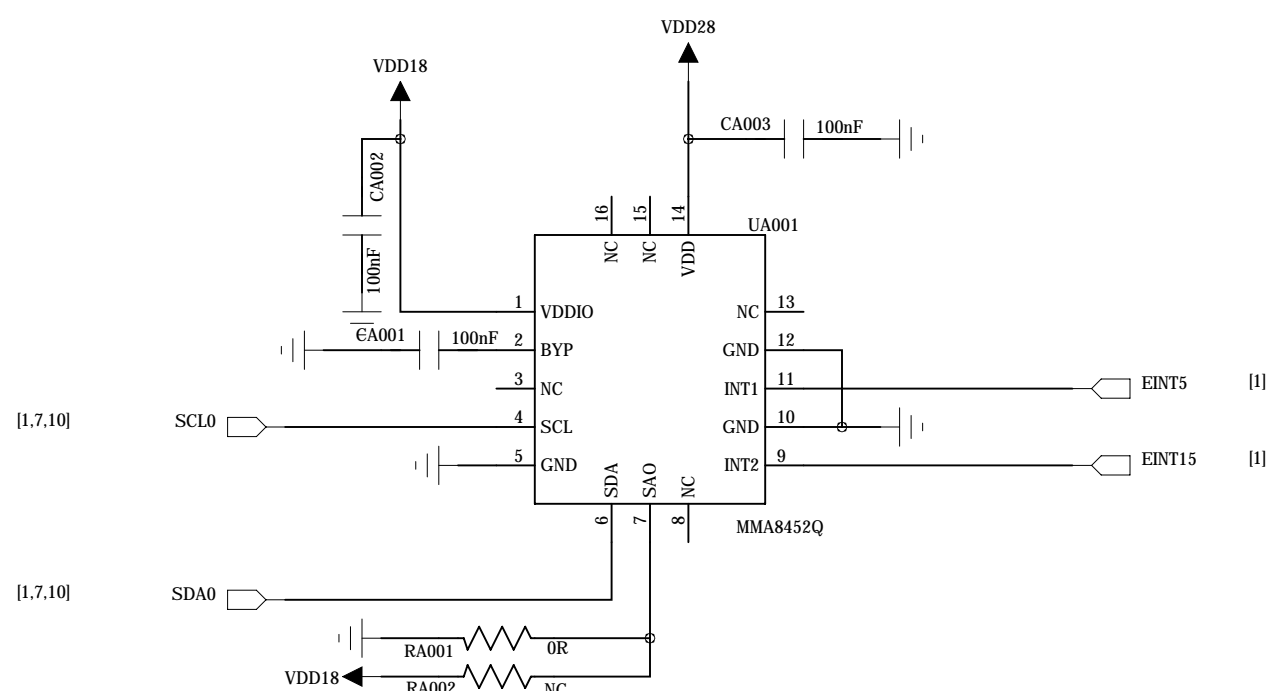 VDD28
VDD18
CA003 100nF
CA002
100nF
16 15 14
UA001
NC NC VDD
1 VDDIO NC 13
CA001 100nF 2 BYP GND 12
3 NC INT1 11 EINT5 [1]
[1,7,10] SCL0 4 SCL GND 10
5 GND INT2 9 EINT15 [1]
SDA SAO NC
6 7 8
MMA8452Q
[1,7,10] SDA0
RA001 0R
VDD18 RA002 NC